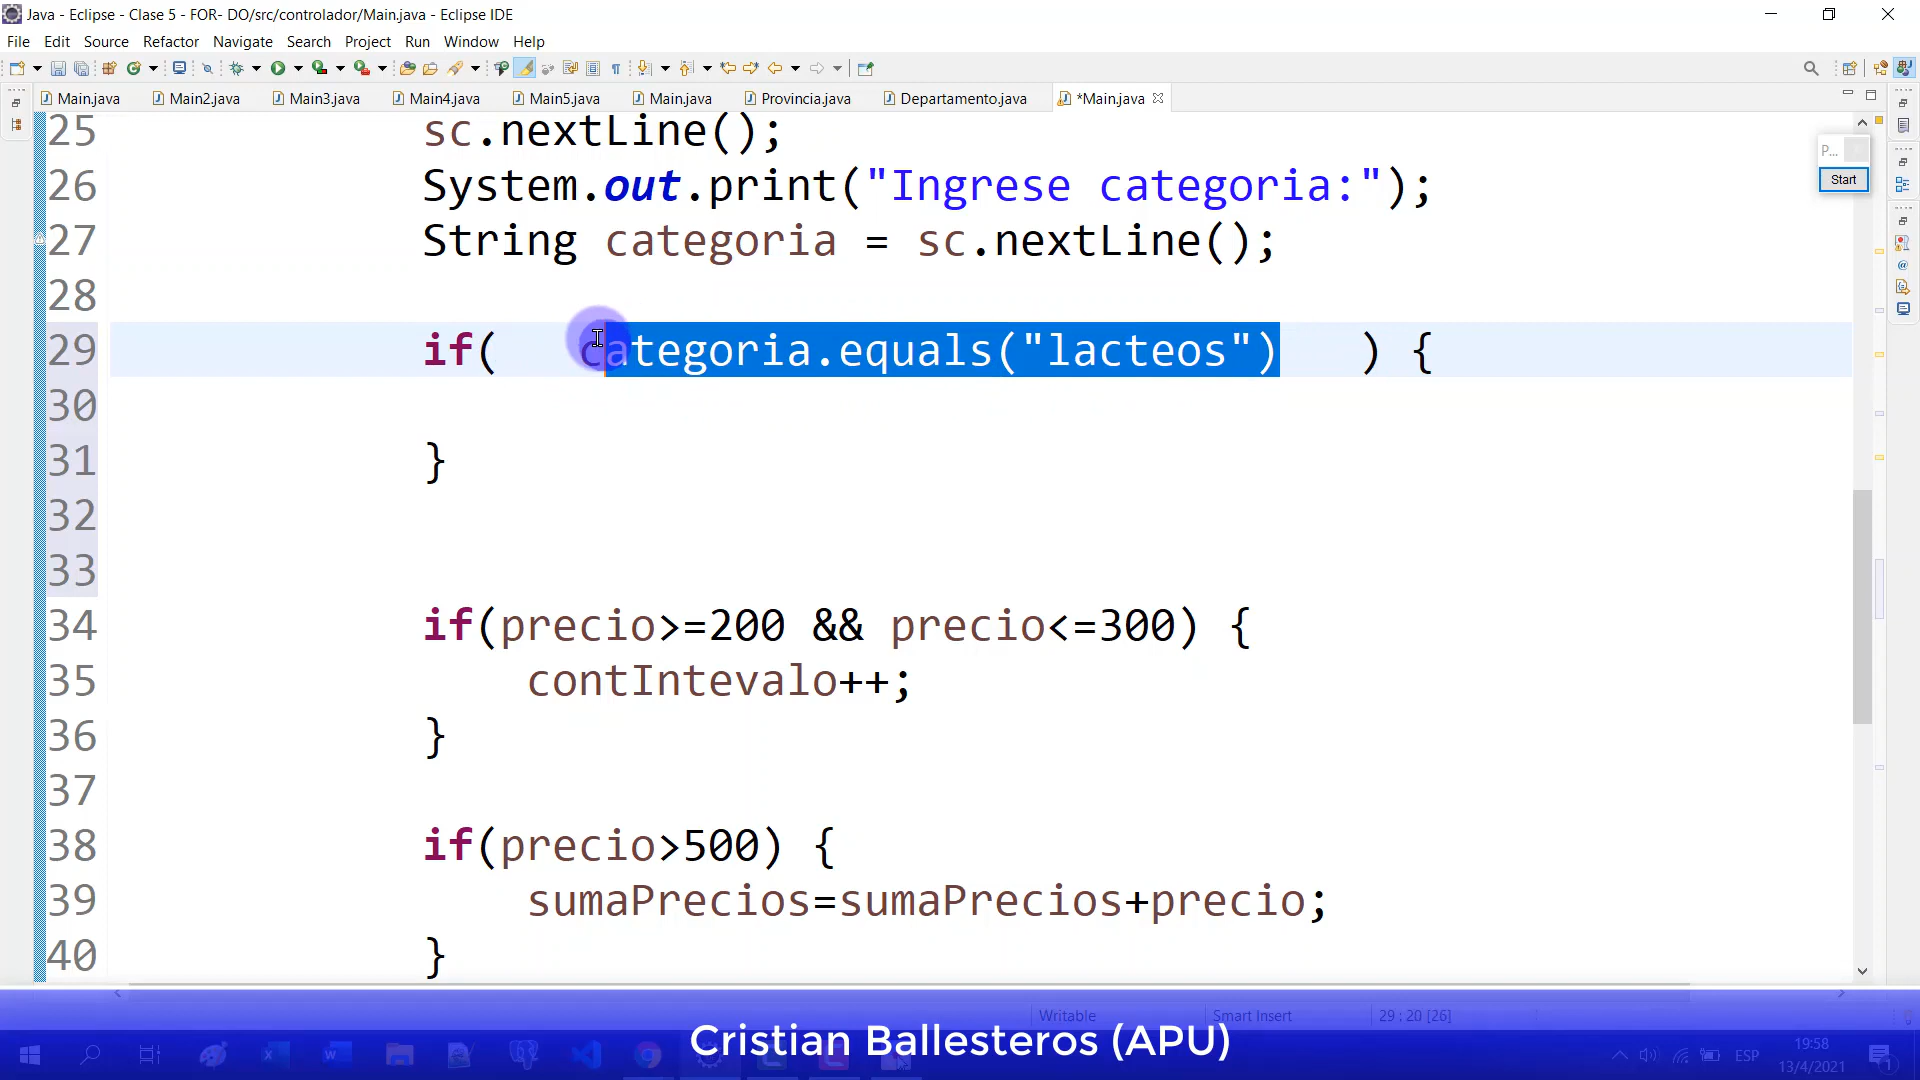 Java - Eclipse - Clase 5 - FOR- DO/src/controlador/Main.java - Eclipse IDE
File Edit Source Refactor Navigate Search Project Run Window Help
Main.java Main2.java Main3.java Main4.java Main5.java Main.java Provincia.java Departamento.java *Main.java
P...
Start
25 sc.nextLine();
26 System.out.print("Ingrese categoria:");
27 String categoria = sc.nextLine();
28
29 if( categoria.equals("lacteos") ) {
30
31 }
32
33
34 if(precio>=200 && precio<=300) {
35 contIntevalo++;
36 }
37
38 if(precio>500) {
39 sumaPrecios=sumaPrecios+precio;
40 }
Writable Smart Insert 29 : 20 [26]
Cristian Ballesteros (APU)
ESP
19:58
13/4/2021